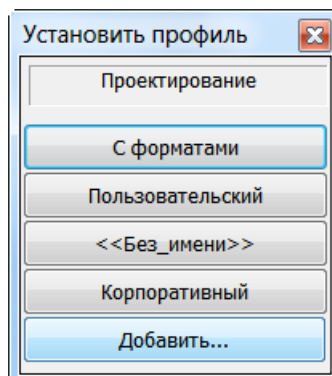 Установить профиль
Проектирование
С форматами
Пользовательский
<<Без_имени>>
Корпоративный
Добавить...